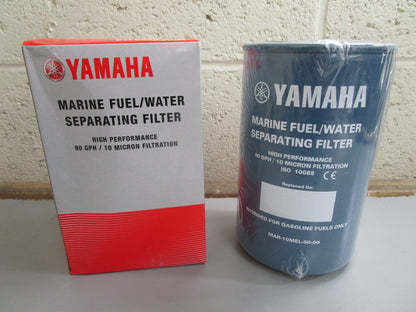 YAMAHA
MARINE FUEL/WATER
SEPARATING FILTER
HIGH PERFORMANCE
90 GPH / 10 MICRON FILTRATION
YAMAHA
MARINE FUEL/WATER
SEPARATING FILTER
HIGH PERFORMANCE
90 GPH / 10 MICRON FILTRATION
ISO 10088 CE
Replaced On:
INTENDED FOR GASOLINE FUELS ONLY
MAR-10MEL-00-00